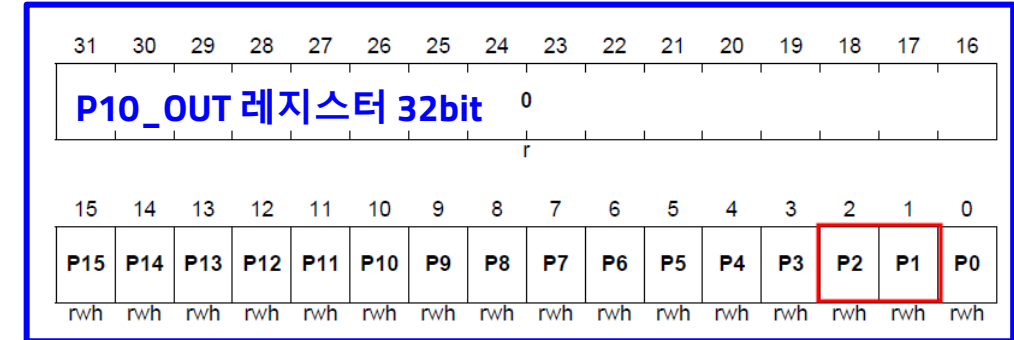 31 30 29 28 27 26 25 24 23 22 21 20 19 18 17 16
P10_OUT 레지스터 32bit 0
r
15 14 13 12 11 10 9 8 7 6 5 4 3 2 1 0
P15 P14 P13 P12 P11 P10 P9 P8 P7 P6 P5 P4 P3 P2 P1 P0
rwh rwh rwh rwh rwh rwh rwh rwh rwh rwh rwh rwh rwh rwh rwh rwh